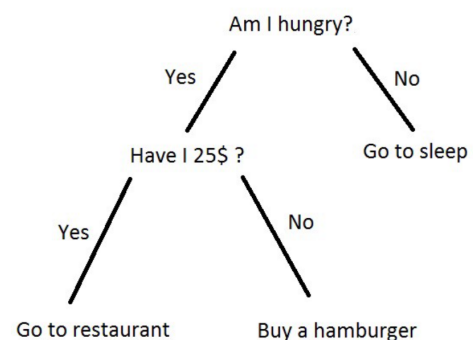 Am I hungry?
Yes
No
Have I 25$ ?
Go to sleep
Yes
No
Go to restaurant
Buy a hamburger